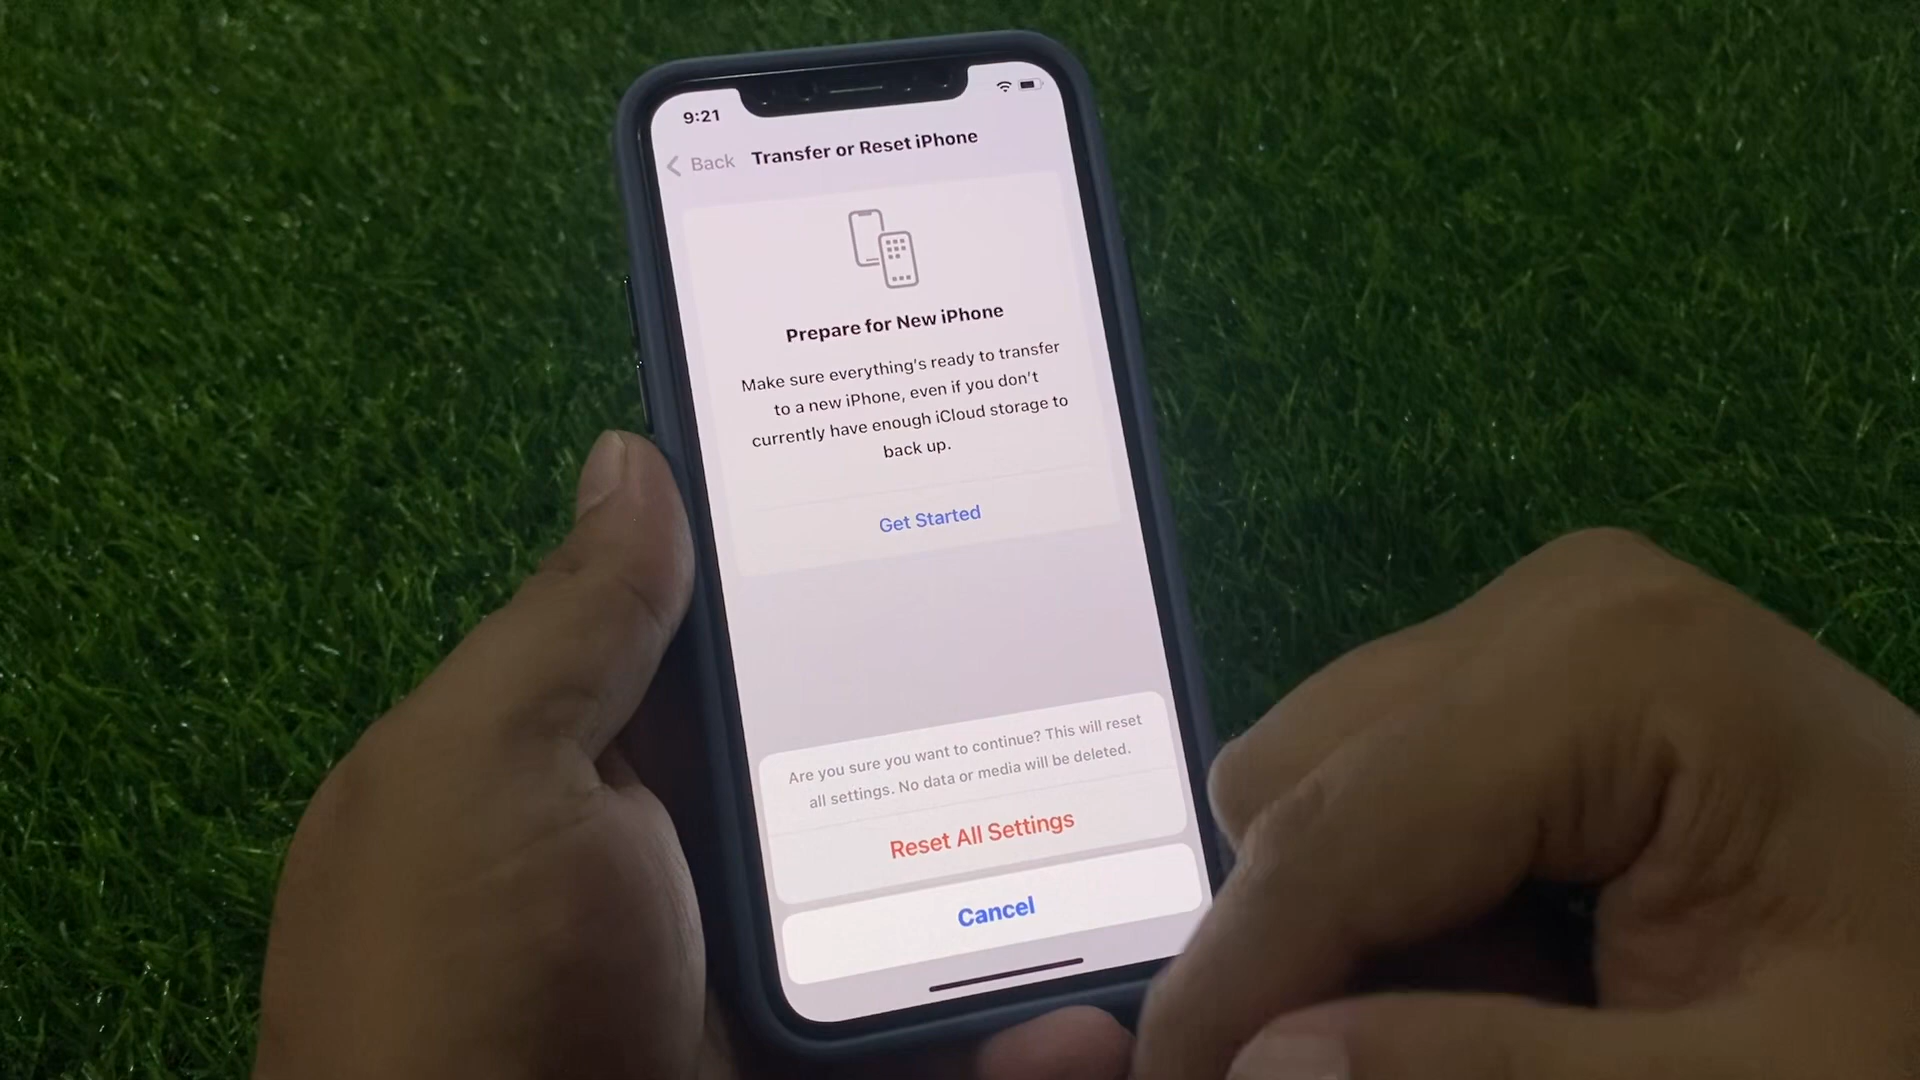 9:21
Back Transfer or Reset iPhone
Prepare for New iPhone
Make sure everything's ready to transfer
to a new iPhone, even if you don't
currently have enough iCloud storage to
back up.
Get Started
Are you sure you want to continue? This will reset
all settings. No data or media will be deleted.
Reset All Settings
Cancel